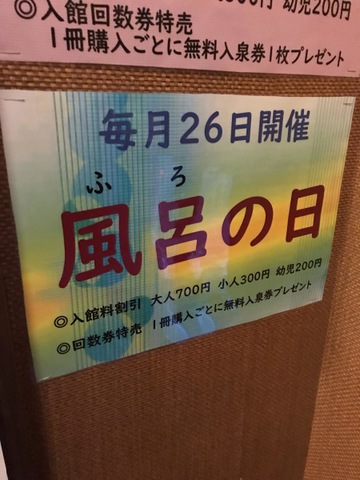 ◎入館回数券特売
1冊購入ごとに無料入泉券1枚プレゼント
毎月26日開催
ふろ
風呂の日
◎入館料割引 大人700円 小人300円 幼児200円
◎回数券特売 1冊購入ごとに無料入泉券プレゼント